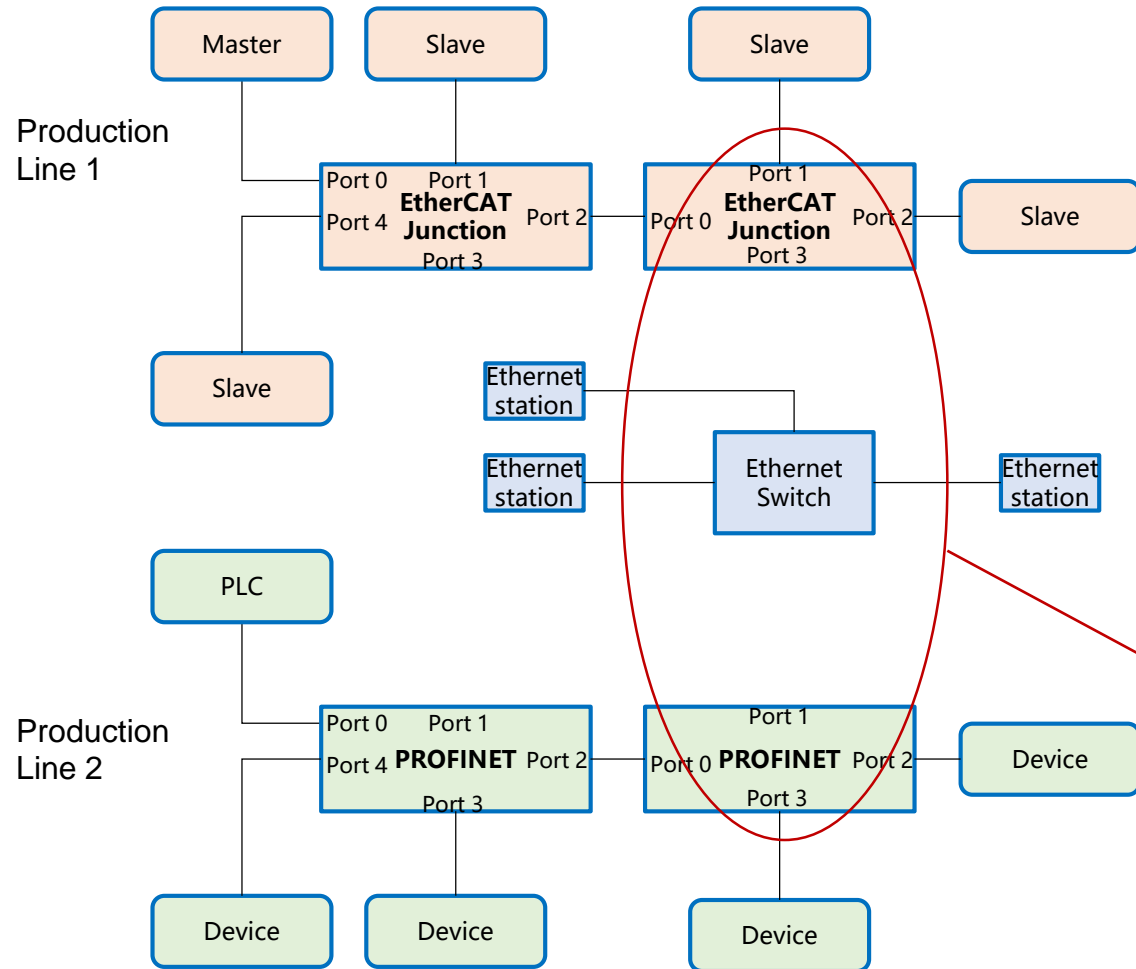 Master
Slave
Slave
Production
Line 1
Port 0
Port 1
EtherCAT
Junction
Port 4
Port 2
Port 3
Port 1
EtherCAT
Junction
Port 0
Port 2
Port 3
Slave
Slave
Ethernet
station
Ethernet
station
Ethernet
Switch
Ethernet
station
PLC
Production
Line 2
Port 0
Port 1
Port 4
PROFINET
Port 2
Port 3
Port 1
Port 0
PROFINET
Port 2
Port 3
Device
Device
Device
Device